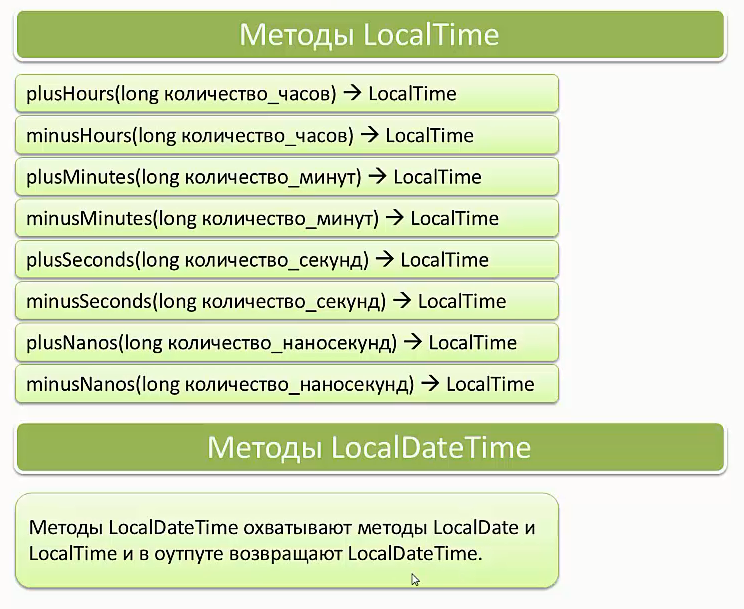 Методы LocalTime
plusHours(long количество_часов) → LocalTime
minusHours(long количество_часов) → LocalTime
plusMinutes(long количество_минут) → LocalTime
minusMinutes(long количество_минут) → LocalTime
plusSeconds(long количество_секунд) → LocalTime
minusSeconds(long количество_секунд) → LocalTime
plusNanos(long количество_наносекунд) → LocalTime
minusNanos(long количество_наносекунд) → LocalTime
Методы LocalDateTime
Методы LocalDateTime охватывают методы LocalDate и
LocalTime и в оутпуте возвращают LocalDateTime.